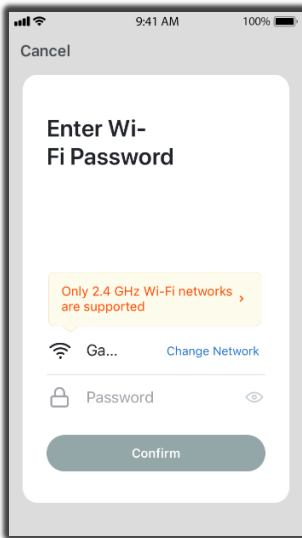 9:41 AM 100%
Cancel
Enter Wi-
Fi Password
Only 2.4 GHz Wi-Fi networks
are supported
Ga... Change Network
Password
Confirm